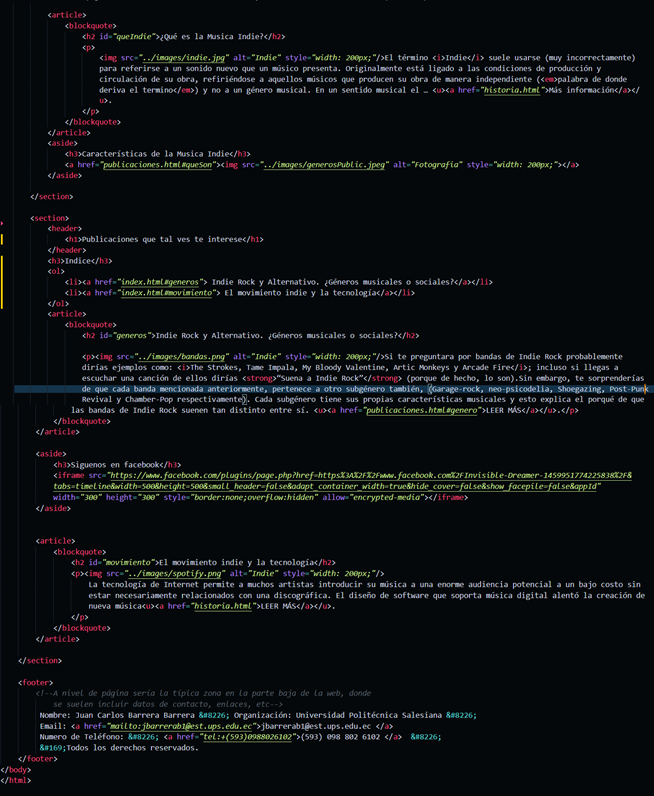 <article>
<blockquote>
<h2 id="queIndie">¿Qué es la Musica Indie?</h2>
<p>
<img src="../images/indie.jpg" alt="Indie" style="width: 200px;"/>El término <i>Indie</i> suele usarse (muy incorrectamente)
para referirse a un sonido nuevo que un músico presenta. Originalmente está ligado a las condiciones de producción y
circulación de su obra, refiriéndose a aquellos músicos que producen su obra de manera independiente (<em>palabra de donde
deriva el termino</em>) y no a un género musical. En un sentido musical el … <u><a href="historia.html">Más información</a></
u>.
</p>
</blockquote>
</article>
<aside>
<h3>Características de la Musica Indie</h3>
<a href="publicaciones.html#queSon"><img src="../images/generosPublic.jpeg" alt="Fotografia" style="width: 200px;"></a>
</aside>
</section>
<section>
<header>
<h1>Publicaciones que tal ves te interese</h1>
</header>
<h3>Indice</h3>
<ol>
<li><a href="index.html#generos"> Indie Rock y Alternativo. ¿Géneros musicales o sociales?</a></li>
<li><a href="index.html#movimiento"> El movimiento indie y la tecnología</a></li>
</ol>
<article>
<blockquote>
<h2 id="generos">Indie Rock y Alternativo. ¿Géneros musicales o sociales?</h2>
<p><img src="../images/bandas.png" alt="Indie" style="width: 200px;"/>Si te preguntara por bandas de Indie Rock probablemente
dirías ejemplos como: <i>The Strokes, Tame Impala, My Bloody Valentine, Artic Monkeys y Arcade Fire</i>; incluso si llegas a
escuchar una canción de ellos dirías <strong>“Suena a Indie Rock”</strong> (porque de hecho, lo son).Sin embargo, te sorprenderías
de que cada banda mencionada anteriormente, pertenece a otro subgénero también, (Garage-rock, neo-psicodelia, Shoegazing, Post-Punk
Revival y Chamber-Pop respectivamente). Cada subgénero tiene sus propias características musicales y esto explica el porqué de que
las bandas de Indie Rock suenen tan distinto entre sí. <u><a href="publicaciones.html#genero">LEER MÁS</a></u>.</p>
</blockquote>
</article>
<aside>
<h3>Siguenos en facebook</h3>
<iframe src="https://www.facebook.com/plugins/page.php?href=https%3A%2F%2Fwww.facebook.com%2FInvisible-Dreamer-1459951774225838%2F&
tabs=timeline&width=500&height=500&small_header=false&adapt_container_width=true&hide_cover=false&show_facepile=false&appId"
width="300" height="300" style="border:none;overflow:hidden" allow="encrypted-media"></iframe>
</aside>
<article>
<blockquote>
<h2 id="movimiento">El movimiento indie y la tecnología</h2>
<p><img src="../images/spotify.png" alt="Indie" style="width: 200px;"/>
La tecnología de Internet permite a muchos artistas introducir su música a una enorme audiencia potencial a un bajo costo sin
estar necesariamente relacionados con una discográfica. El diseño de software que soporta música digital alentó la creación de
nueva música<u><a href="historia.html">LEER MÁS</a></u>.
</p>
</blockquote>
</article>
</section>
<footer>
<!--A nivel de página sería la típica zona en la parte baja de la web, donde
se suelen incluir datos de contacto, enlaces, etc-->
Nombre: Juan Carlos Barrera Barrera &#8226; Organización: Universidad Politécnica Salesiana &#8226;
Email: <a href="mailto:jbarrerab1@est.ups.edu.ec">jbarrerab1@est.ups.edu.ec </a>
Numero de Teléfono: &#8226; <a href="tel:+(593)0988026102">(593) 098 802 6102 </a>  &#8226;
&#169;Todos los derechos reservados.
</footer>
</body>
</html>